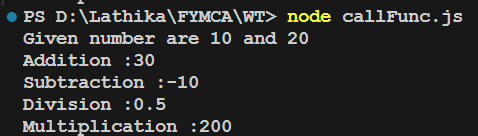 PS D:\Lathika\FYMCA\WT> node callFunc.js
Given number are 10 and 20
Addition :30
Subtraction :-10
Division :0.5
Multiplication :200